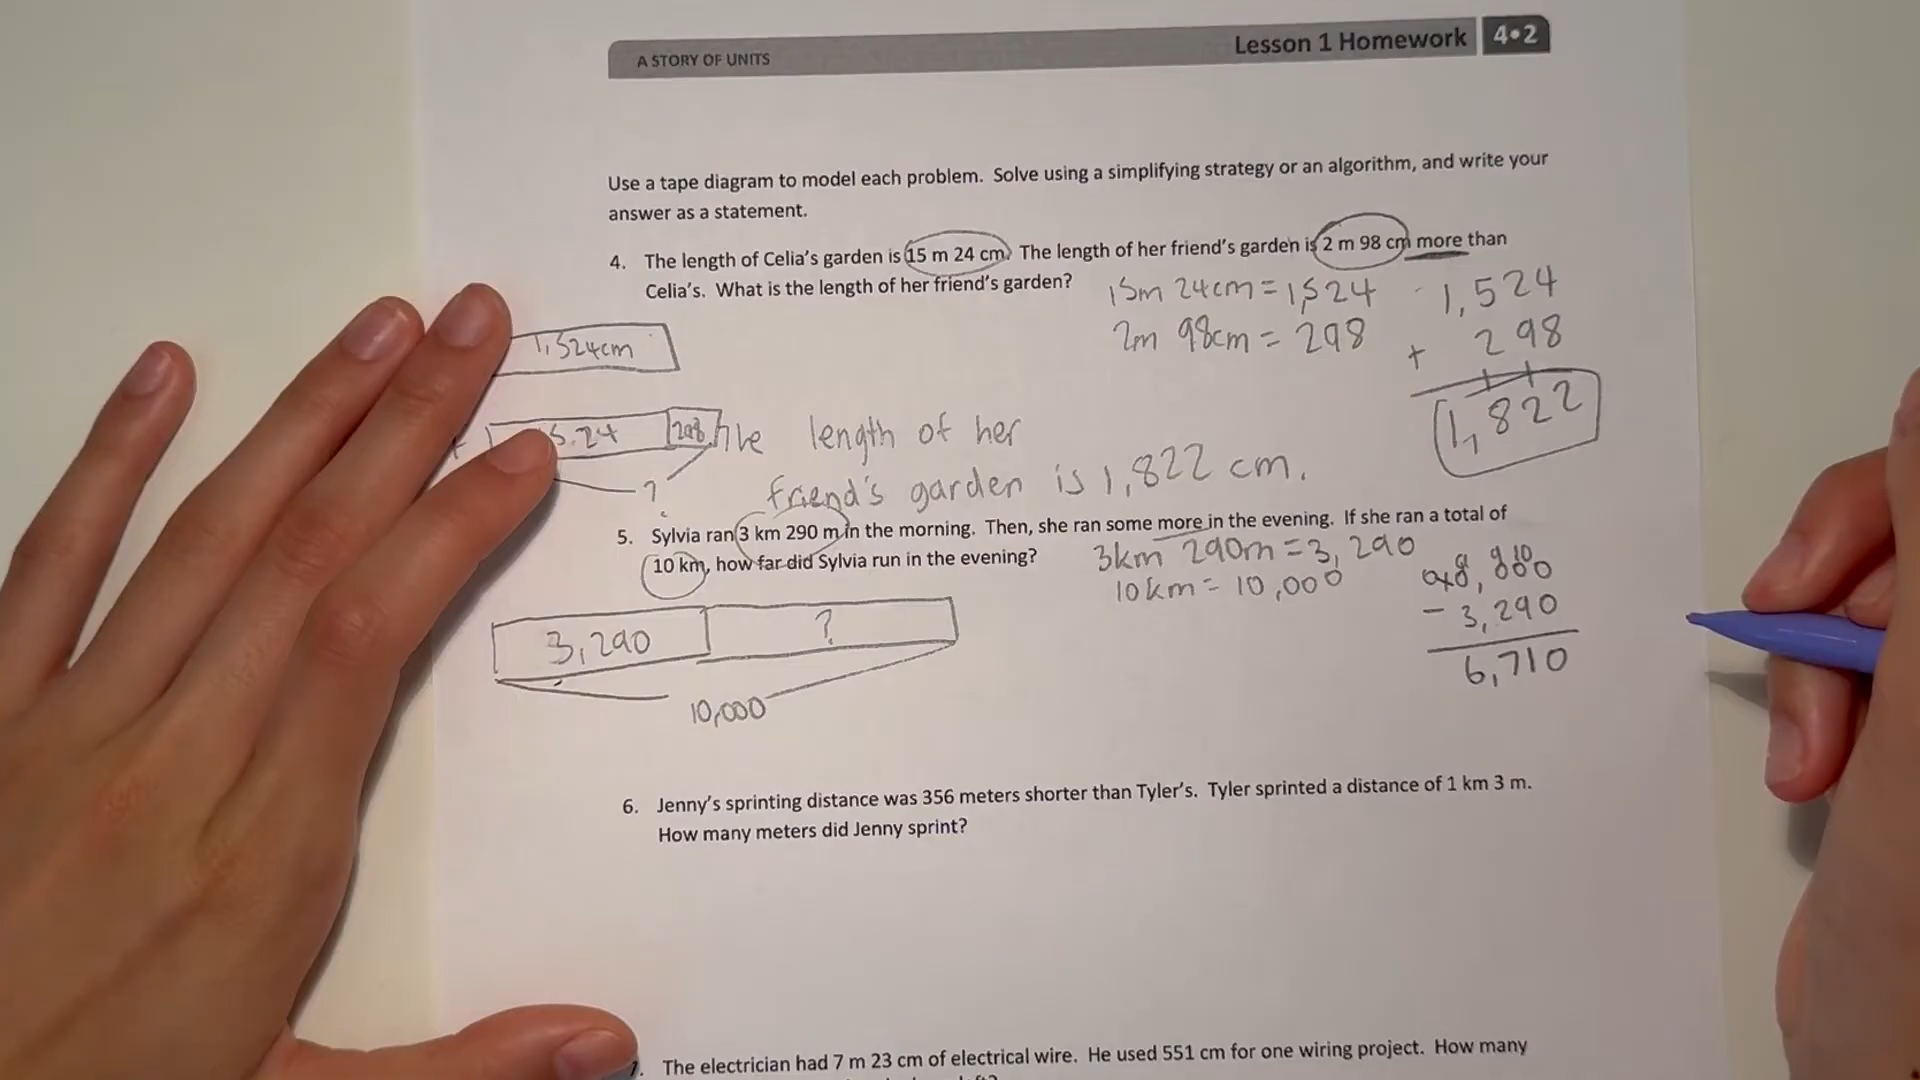 A STORY OF UNITS
Lesson 1 Homework 4•2
Use a tape diagram to model each problem. Solve using a simplifying strategy or an algorithm, and write your
answer as a statement.
4. The length of Celia's garden is 15 m 24 cm. The length of her friend's garden is 2 m 98 cm more than
Celia's. What is the length of her friend's garden?
15m 24cm = 1,524
2m 98cm = 298
1,524
+ 298
1,822
1,524cm
15.24 298
?
The length of her
friend's garden is 1,822 cm.
5. Sylvia ran 3 km 290 m in the morning. Then, she ran some more in the evening. If she ran a total of
10 km, how far did Sylvia run in the evening?
3km 290m = 3,290
10km = 10,000
- 3,290
6,710
3,290 ?
10,000
6. Jenny's sprinting distance was 356 meters shorter than Tyler's. Tyler sprinted a distance of 1 km 3 m.
How many meters did Jenny sprint?
The electrician had 7 m 23 cm of electrical wire. He used 551 cm for one wiring project. How many